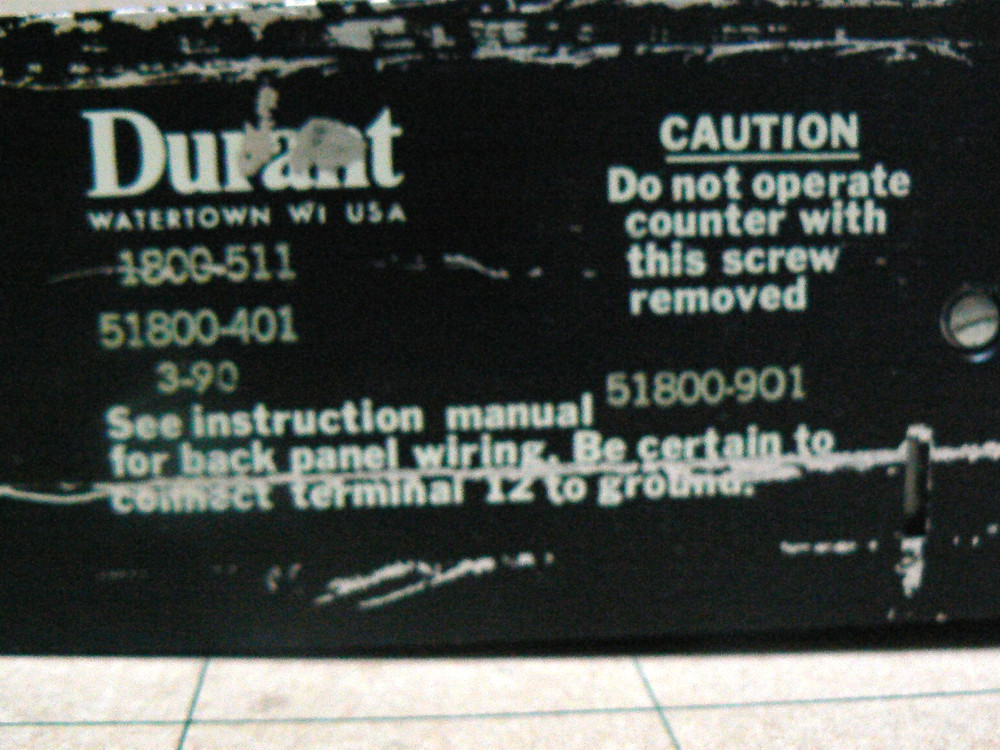 Durant
WATERTOWN WI USA
1800-511
51800-401
3-90
See instruction manual
for back panel wiring. Be certain to
connect terminal 12 to ground.
CAUTION
Do not operate
counter with
this screw
removed
51800-901